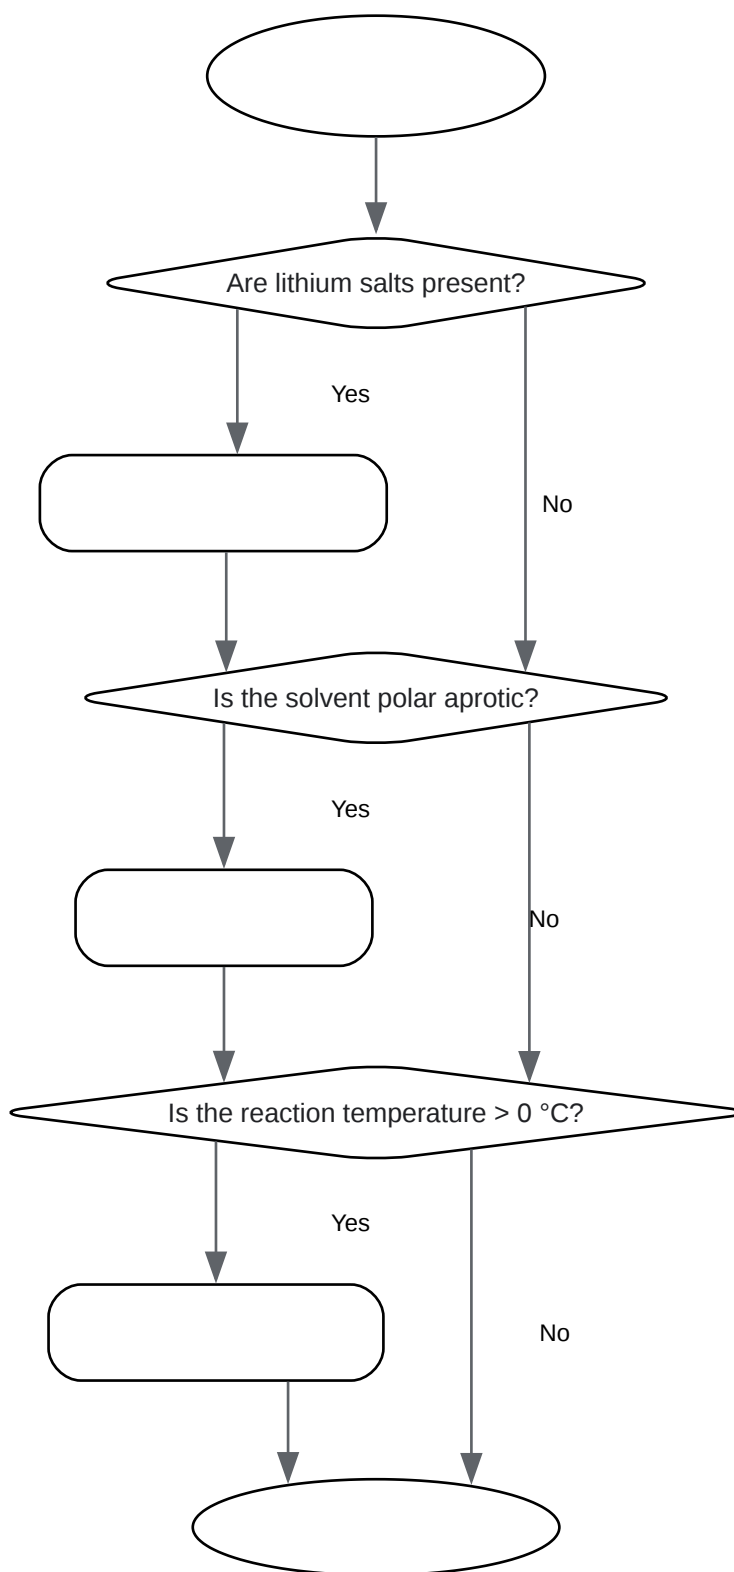 Are lithium salts present?
Yes
No
Is the solvent polar aprotic?
Yes
No
Is the reaction temperature > 0 °C?
Yes
No